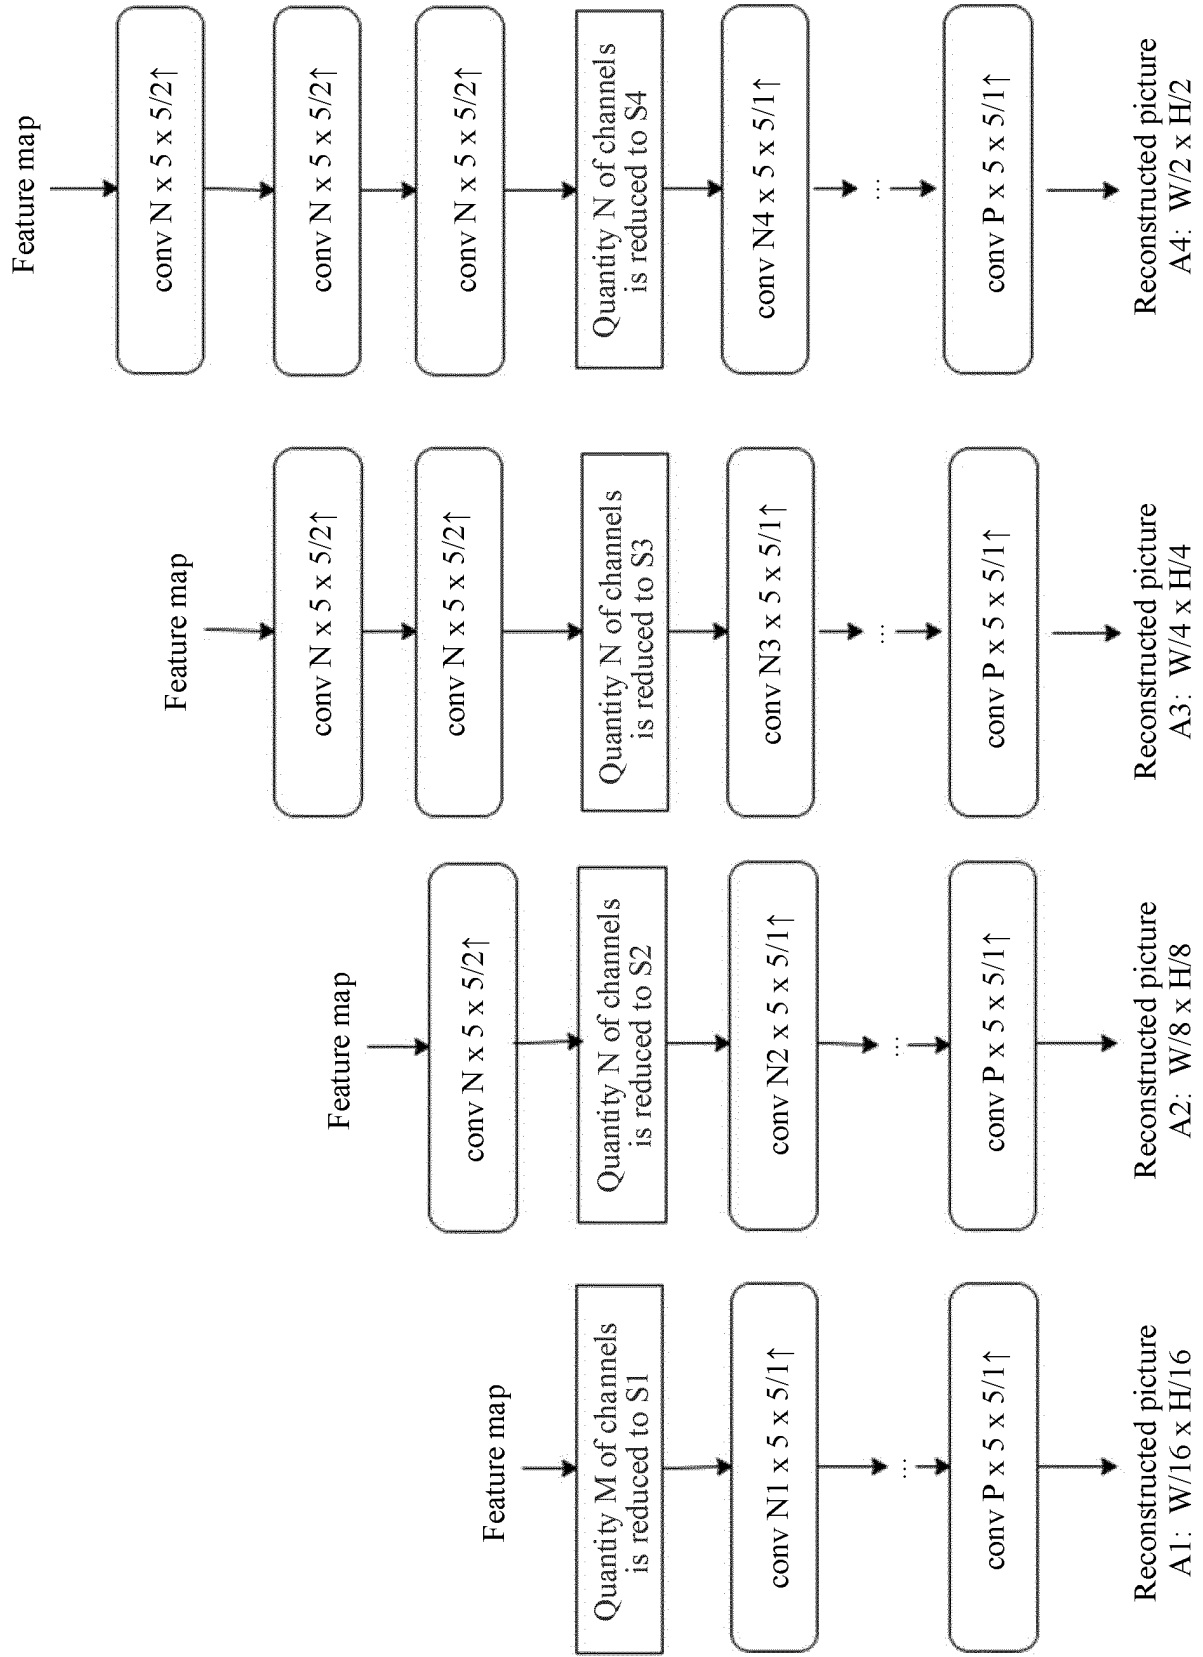 Feature map
Quantity M of channels
is reduced to S1
conv N1 x 5 x 5/1↑
...
conv P x 5 x 5/1↑
Reconstructed picture
A1: W/16 x H/16
Feature map
conv N x 5 x 5/2↑
Quantity N of channels
is reduced to S2
conv N2 x 5 x 5/1↑
...
conv P x 5 x 5/1↑
Reconstructed picture
A2: W/8 x H/8
Feature map
conv N x 5 x 5/2↑
conv N x 5 x 5/2↑
Quantity N of channels
is reduced to S3
conv N3 x 5 x 5/1↑
...
conv P x 5 x 5/1↑
Reconstructed picture
A3: W/4 x H/4
Feature map
conv N x 5 x 5/2↑
conv N x 5 x 5/2↑
conv N x 5 x 5/2↑
Quantity N of channels
is reduced to S4
conv N4 x 5 x 5/1↑
...
conv P x 5 x 5/1↑
Reconstructed picture
A4: W/2 x H/2